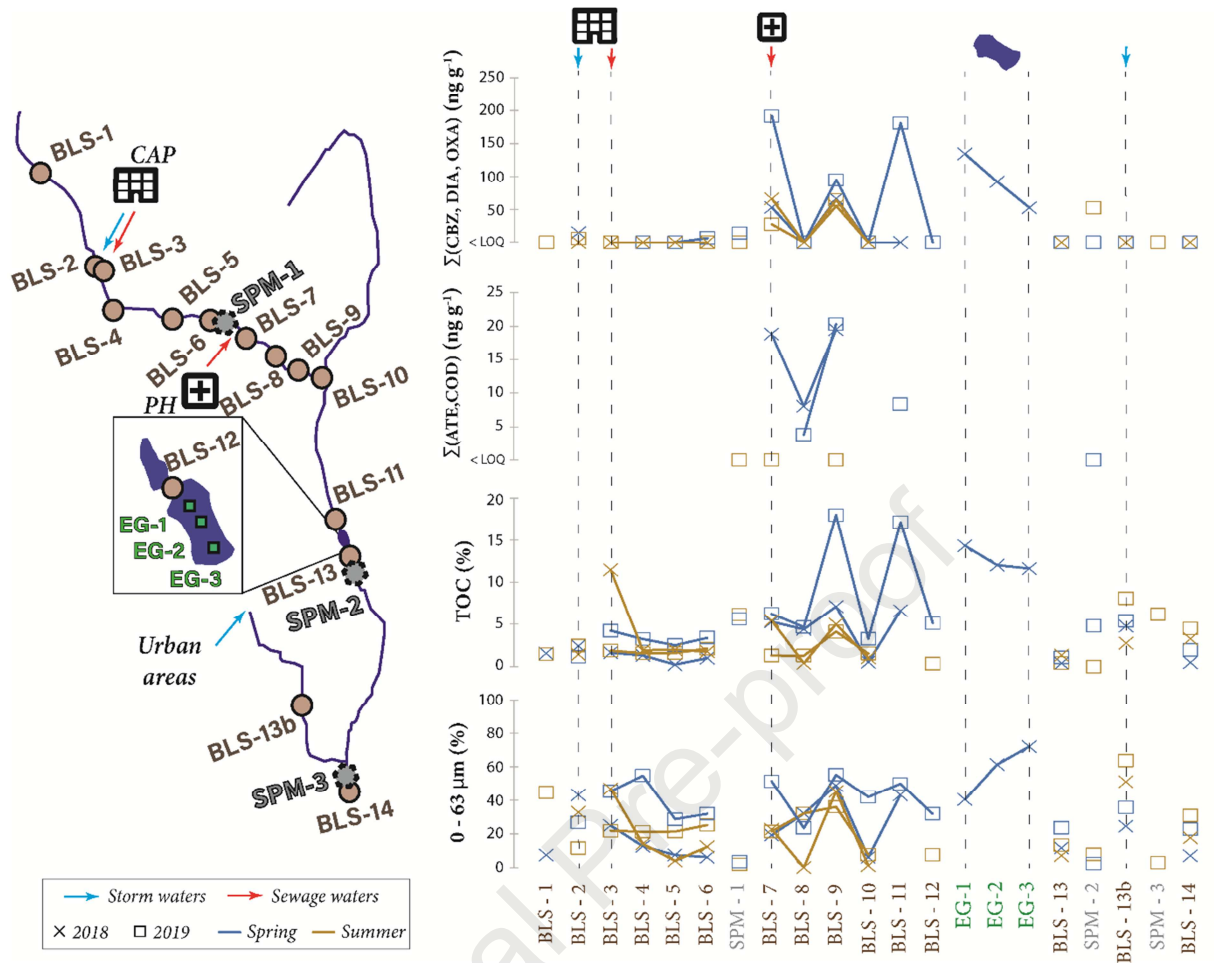 BLS-1
CAP
BLS-2
BLS-3
BLS-4
BLS-5
SPM-1
BLS-6
BLS-7
BLS-8
BLS-9
PH
BLS-10
BLS-12
BLS-11
EG-1
EG-2
EG-3
BLS-13
SPM-2
Urban
areas
BLS-13b
SPM-3
BLS-14
Storm waters
Sewage waters
2018
2019
Spring
Summer
Σ(CBZ, DIA, OXA) (ng g⁻¹)
250
200
150
100
50
< LOQ
Σ(ATE,COD) (ng g⁻¹)
25
20
15
10
5
< LOQ
TOC (%)
20
15
10
5
0
0 - 63 µm (%)
100
80
60
40
20
0
BLS - 1
BLS - 2
BLS - 3
BLS - 4
BLS - 5
BLS - 6
SPM - 1
BLS - 7
BLS - 8
BLS - 9
BLS - 10
BLS - 11
BLS - 12
EG-1
EG-2
EG-3
BLS - 13
SPM - 2
BLS - 13b
SPM - 3
BLS - 14
al Pre-proof